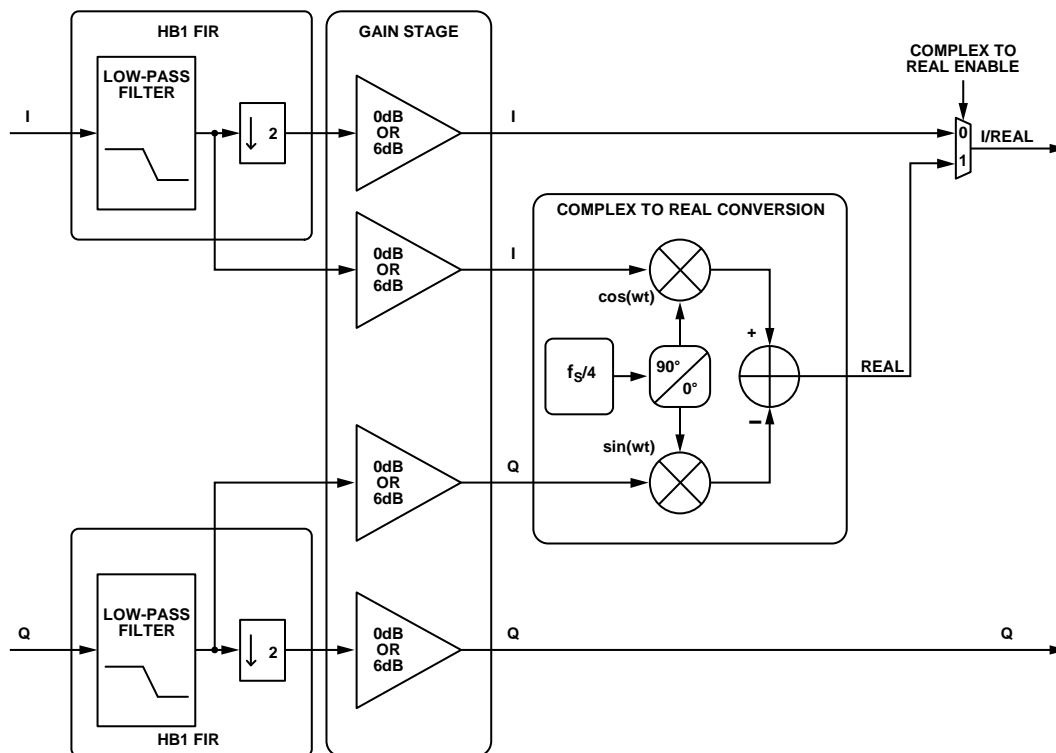 HB1 FIR
GAIN STAGE
COMPLEX TO
REAL ENABLE
LOW-PASS
FILTER
I
2
0dB
OR
6dB
I
0
1
I/REAL
COMPLEX TO REAL CONVERSION
0dB
OR
6dB
I
cos(wt)
+
fS/4
90°
0°
REAL
–
sin(wt)
0dB
OR
6dB
Q
LOW-PASS
FILTER
Q
2
0dB
OR
6dB
Q
Q
HB1 FIR